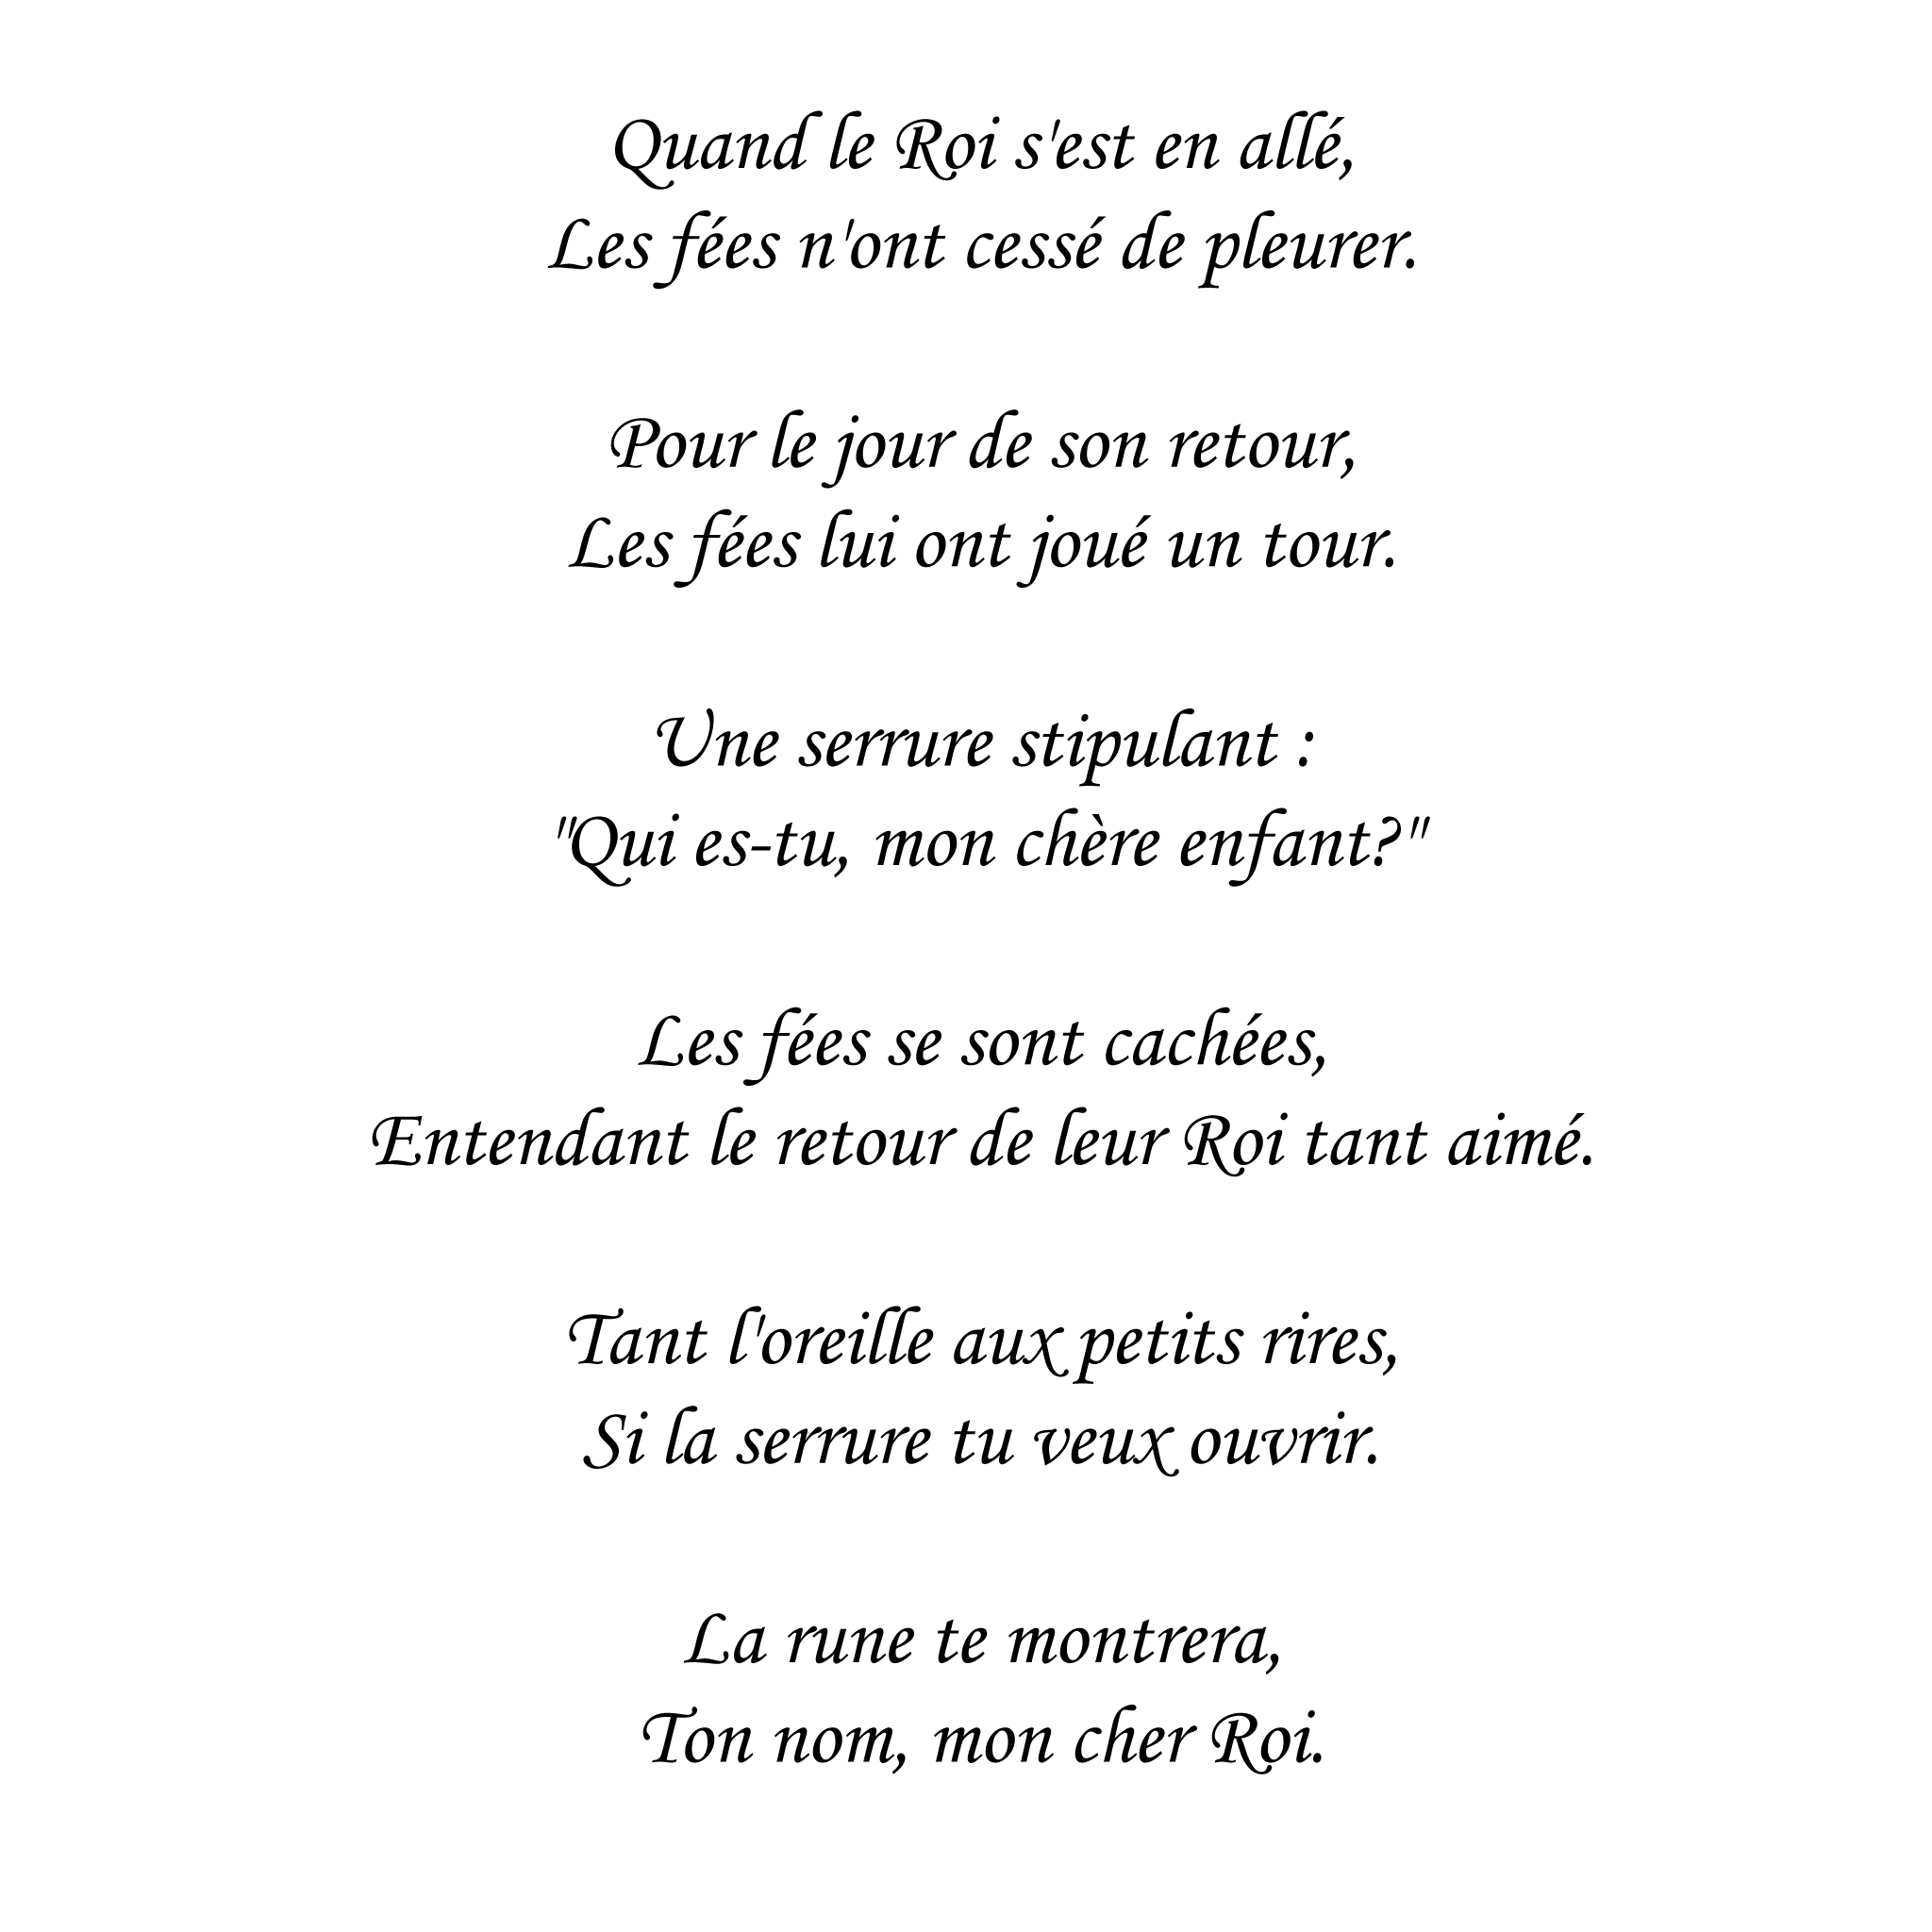 Quand le Roi s'est en allé,
Les fées n'ont cessé de pleurer.
Pour le jour de son retour,
Les fées lui ont joué un tour.
Une serrure stipulant :
"Qui es-tu, mon chère enfant?"
Les fées se sont cachées,
Entendant le retour de leur Roi tant aimé.
Tant l'oreille aux petits rires,
Si la serrure tu veux ouvrir.
La rune te montrera,
Ton nom, mon cher Roi.